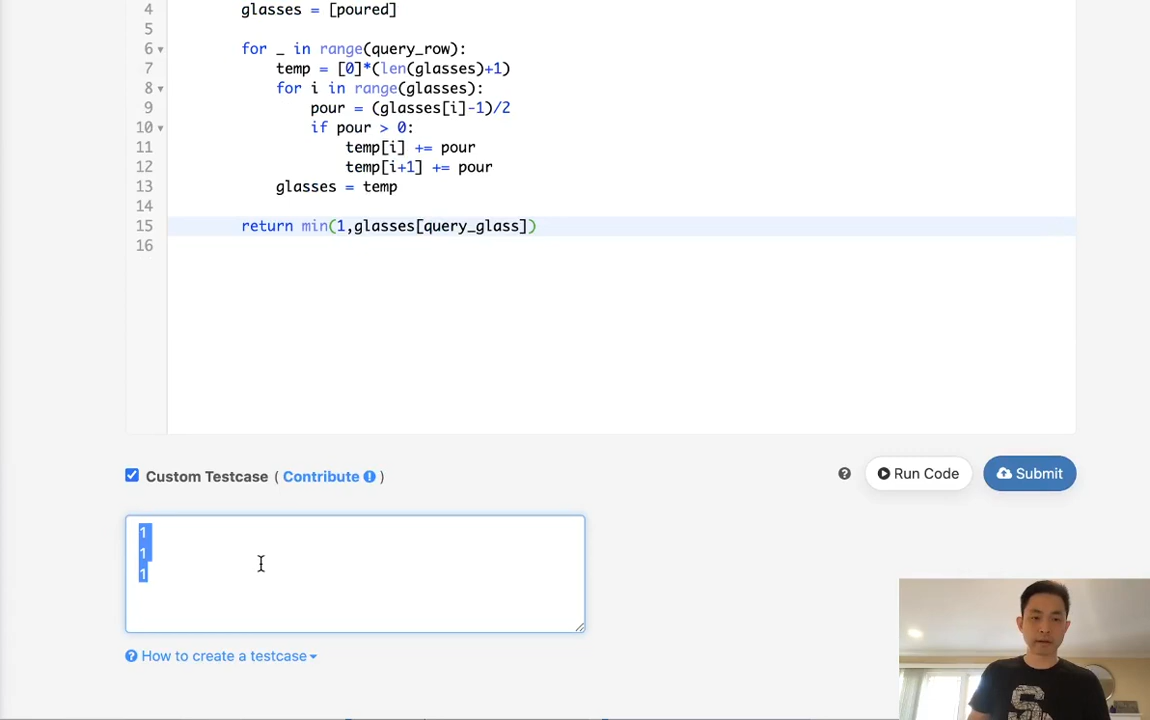 4 glasses = [poured]
5
6 for _ in range(query_row):
7 temp = [0]*(len(glasses)+1)
8 for i in range(glasses):
9 pour = (glasses[i]-1)/2
10 if pour > 0:
11 temp[i] += pour
12 temp[i+1] += pour
13 glasses = temp
14
15 return min(1,glasses[query_glass])
16
Custom Testcase ( Contribute )
Run Code
Submit
1
1
1
How to create a testcase
S